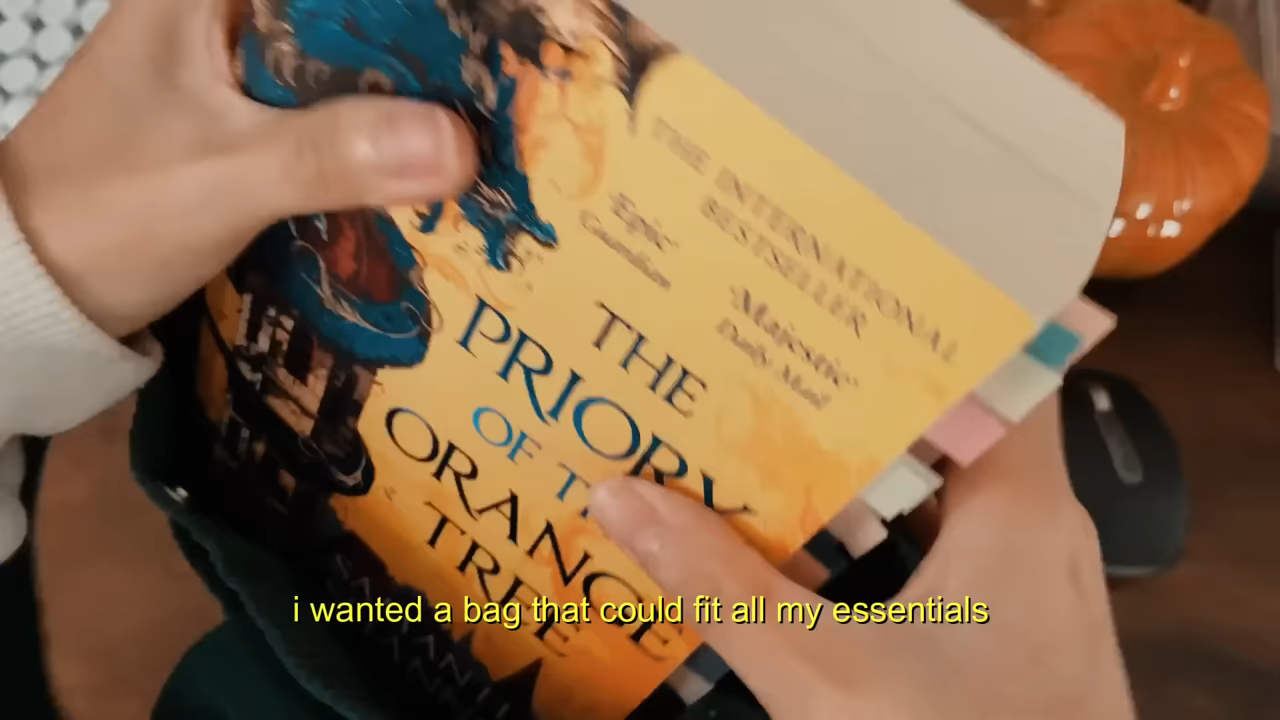 THE INTERNATIONAL
BESTSELLER
'Epic'
Guardian
'Majestic'
Daily Mail
THE
PRIORY
OF T
ORANGE
TREE
i wanted a bag that could fit all my essentials